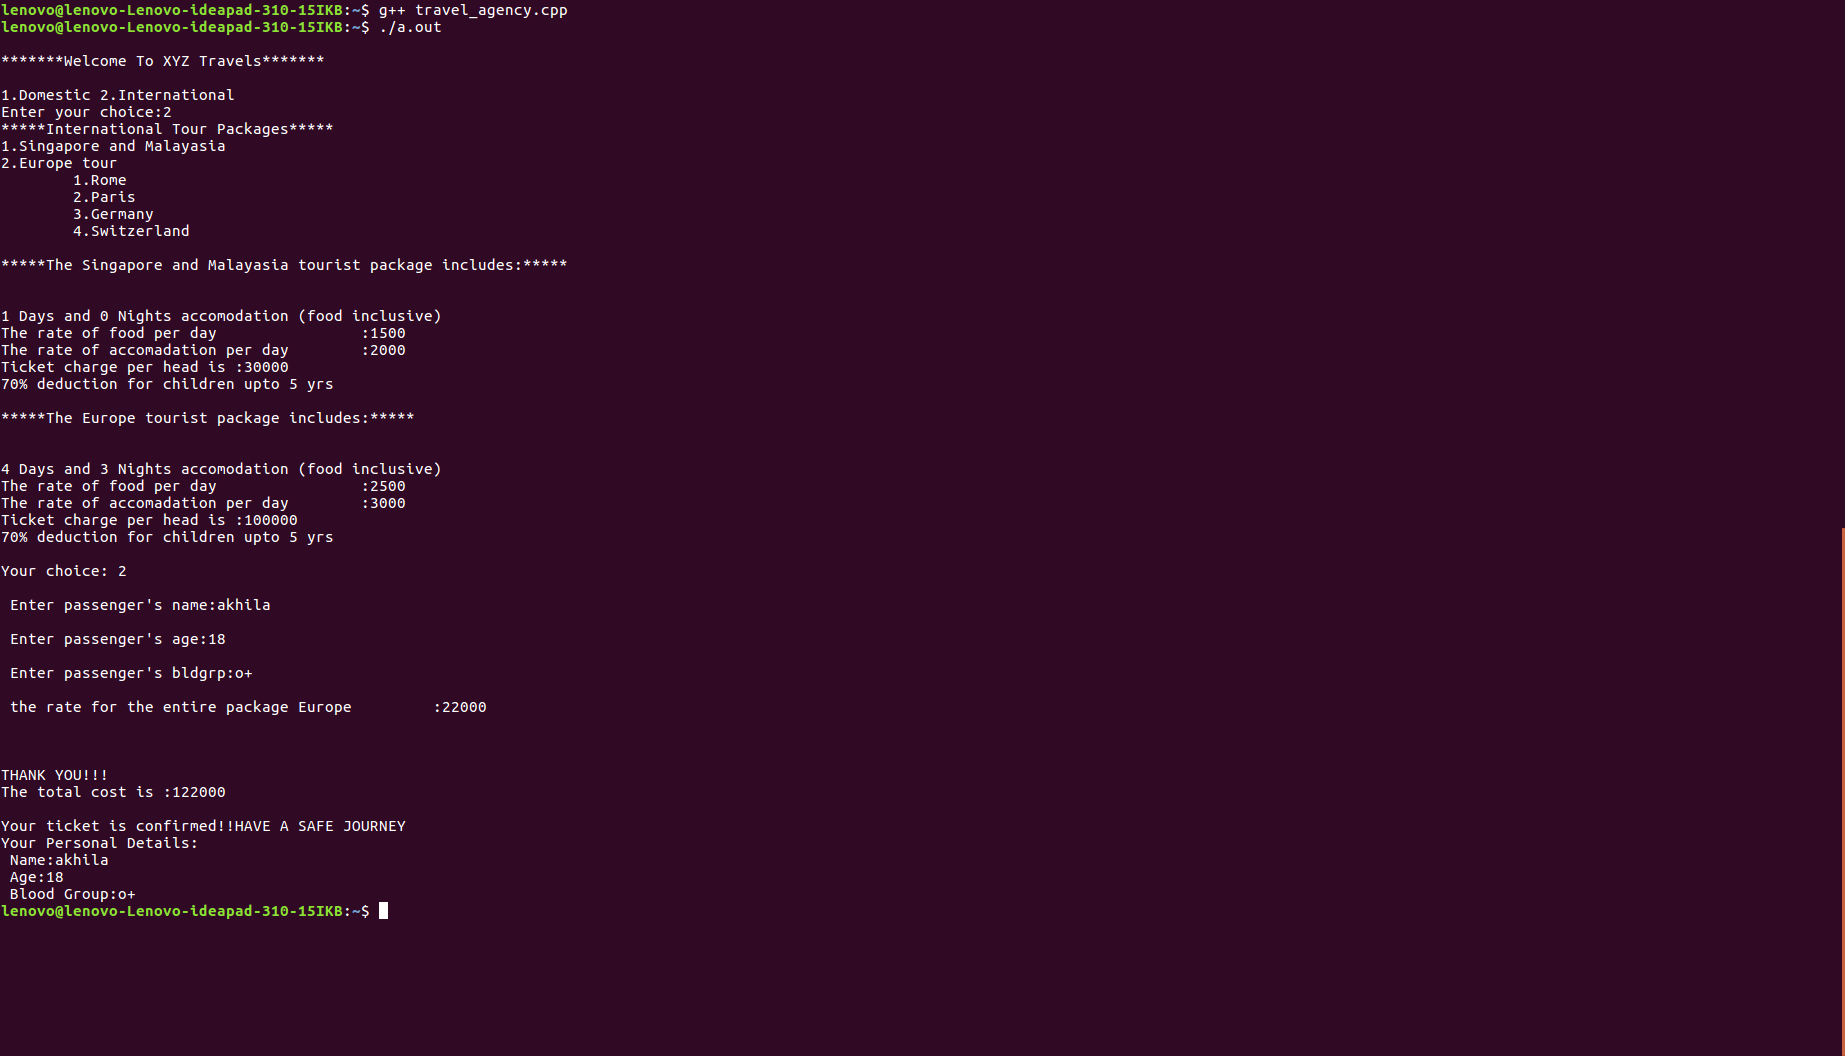 lenovo@lenovo-Lenovo-ideapad-310-15IKB:~$ g++ travel_agency.cpp
lenovo@lenovo-Lenovo-ideapad-310-15IKB:~$ ./a.out
*******Welcome To XYZ Travels*******
1.Domestic 2.International
Enter your choice:2
*****International Tour Packages*****
1.Singapore and Malayasia
2.Europe tour
1.Rome
2.Paris
3.Germany
4.Switzerland
*****The Singapore and Malayasia tourist package includes:*****
1 Days and 0 Nights accomodation (food inclusive)
The rate of food per day :1500
The rate of accomadation per day :2000
Ticket charge per head is :30000
70% deduction for children upto 5 yrs
*****The Europe tourist package includes:*****
4 Days and 3 Nights accomodation (food inclusive)
The rate of food per day :2500
The rate of accomadation per day :3000
Ticket charge per head is :100000
70% deduction for children upto 5 yrs
Your choice: 2
Enter passenger's name:akhila
Enter passenger's age:18
Enter passenger's bldgrp:o+
the rate for the entire package Europe :22000
THANK YOU!!!
The total cost is :122000
Your ticket is confirmed!!HAVE A SAFE JOURNEY
Your Personal Details:
Name:akhila
Age:18
Blood Group:o+
lenovo@lenovo-Lenovo-ideapad-310-15IKB:~$